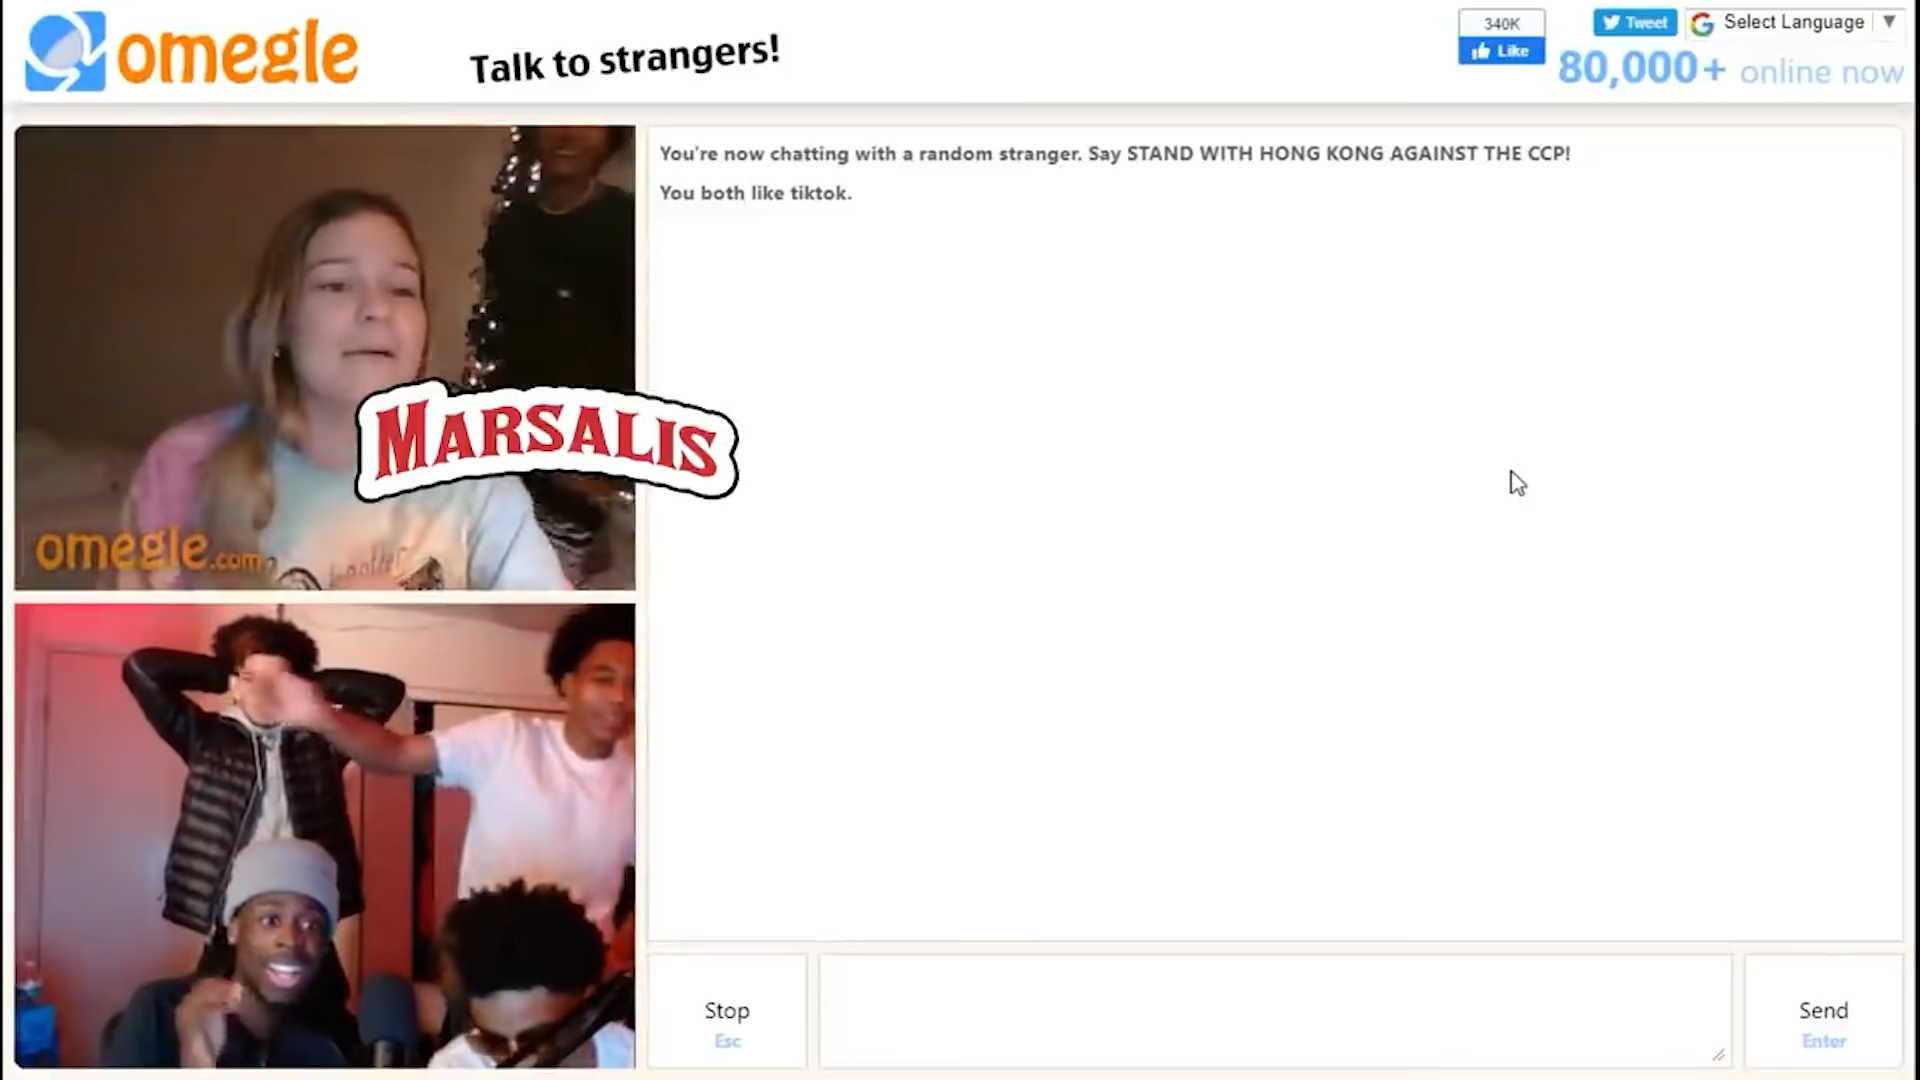 omegle
Talk to strangers!
340K
Like
Tweet
Select Language
80,000+ online now
You're now chatting with a random stranger. Say STAND WITH HONG KONG AGAINST THE CCP!
You both like tiktok.
MARSALIS
omegle.com
Stop
Esc
Send
Enter